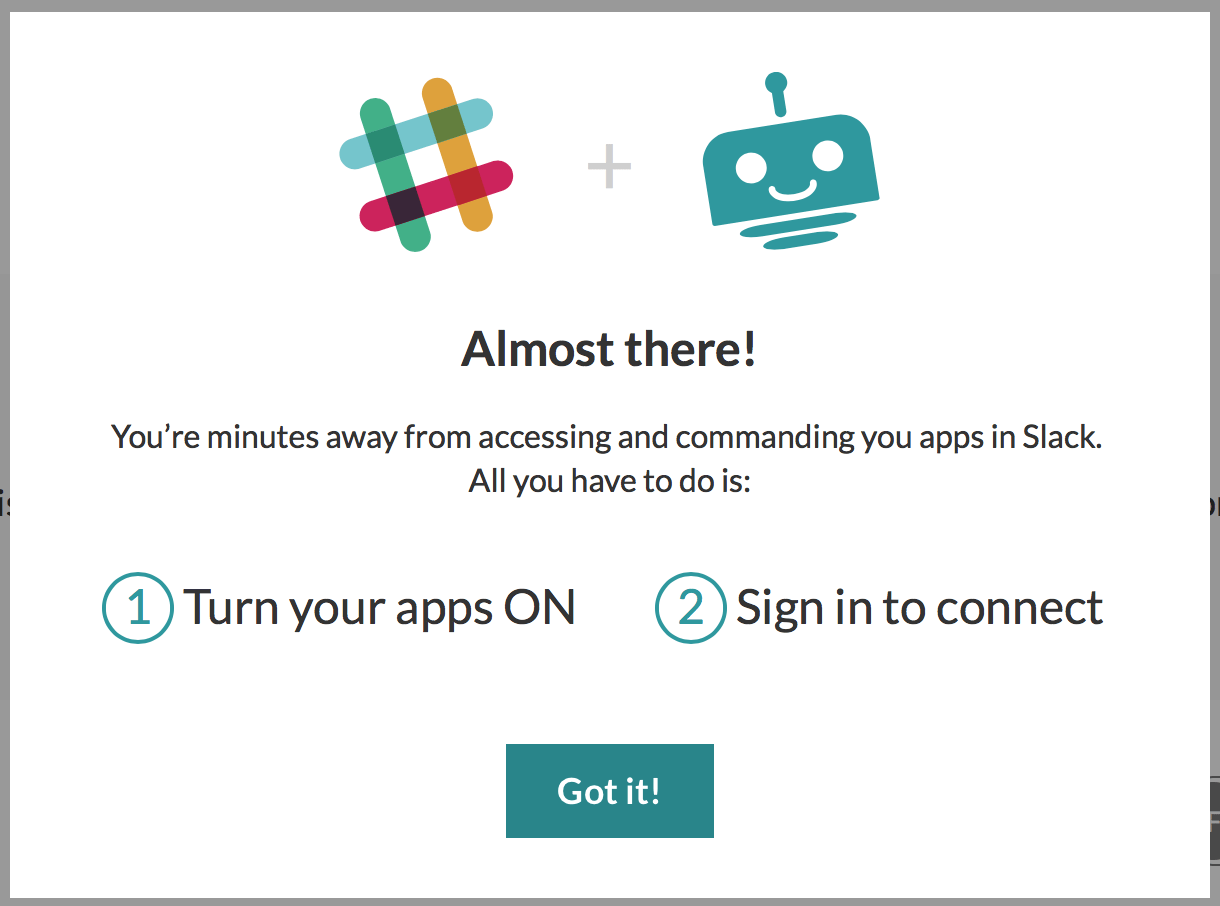 Almost there!
You’re minutes away from accessing and commanding you apps in Slack.
All you have to do is:
1 Turn your apps ON
2 Sign in to connect
Got it!